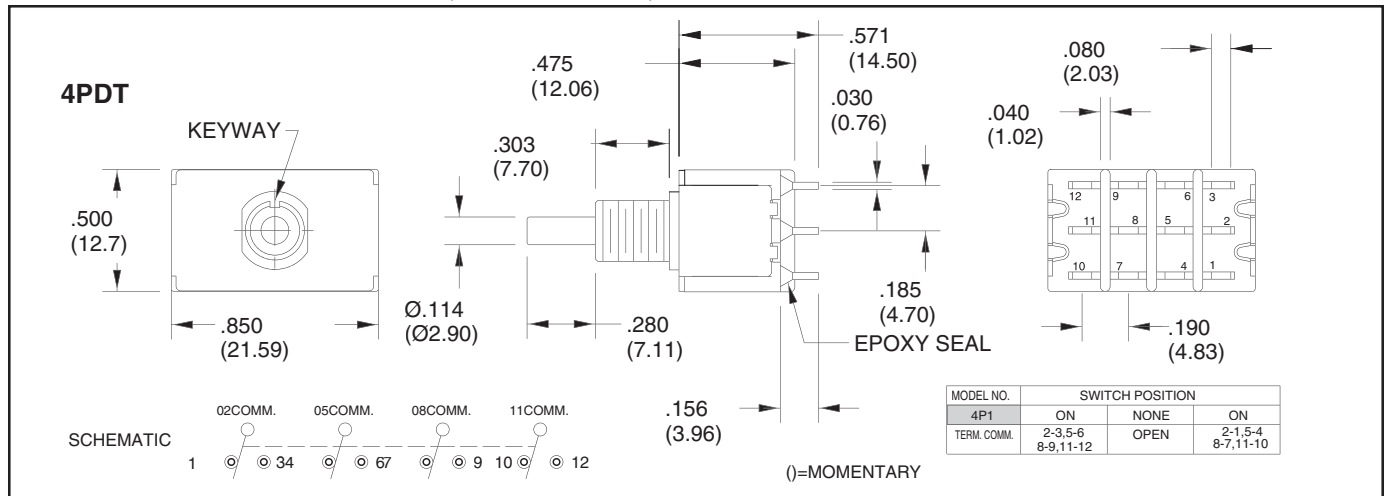 4PDT
KEYWAY
.500
(12.7)
.850
(21.59)
.475
(12.06)
.303
(7.70)
Ø.114
(Ø2.90)
.280
(7.11)
.571
(14.50)
.030
(0.76)
.185
(4.70)
EPOXY SEAL
.156
(3.96)
.080
(2.03)
.040
(1.02)
12 9 6 3
11 8 5 2
10 7 4 1
.190
(4.83)
SCHEMATIC
02COMM. 05COMM. 08COMM. 11COMM.
1 34 67 9 10 12
()=MOMENTARY
MODEL NO. SWITCH POSITION
4P1 ON NONE ON
TERM. COMM. 2-3,5-6 OPEN 2-1,5-4
8-9,11-12 8-7,11-10